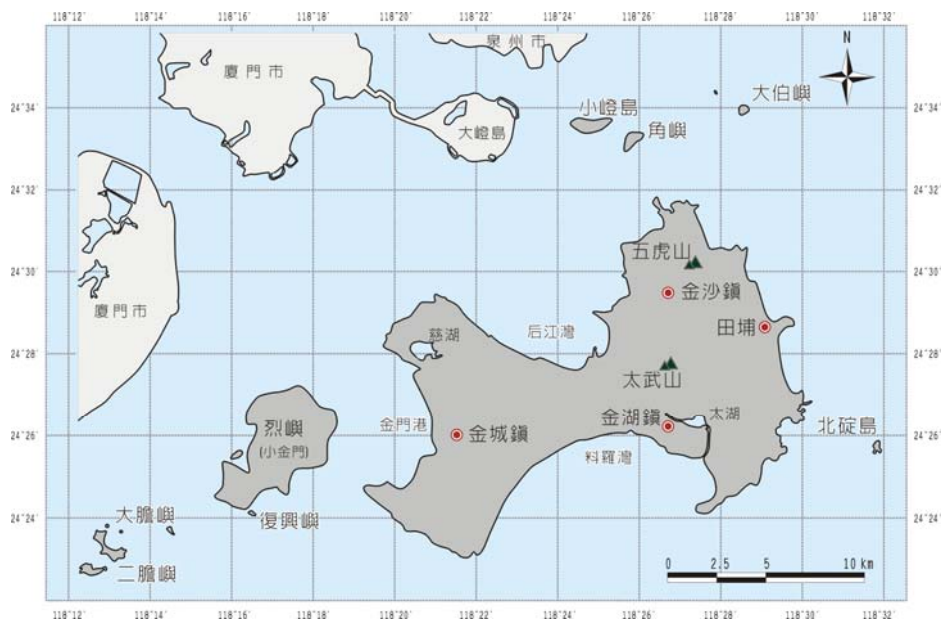 118°12' 118°14' 118°16' 118°18' 118°20' 118°22' 118°24' 118°26' 118°28' 118°30' 118°32'
泉州市
N
廈門市
大伯嶼
24°34' 24°34'
小嶝島
大嶝島
角嶼
24°32' 24°32'
五虎山
24°30' 24°30'
金沙鎮
廈門市
田埔
慈湖
后江灣
24°28' 24°28'
太武山
金湖鎮
太湖
北碇島
烈嶼
(小金門)
金門港
金城鎮
24°26' 24°26'
料羅灣
復興嶼
大膽嶼
24°24' 24°24'
二膽嶼
0 2.5 5 10 km
118°12' 118°14' 118°16' 118°18' 118°20' 118°22' 118°24' 118°26' 118°28' 118°30' 118°32'